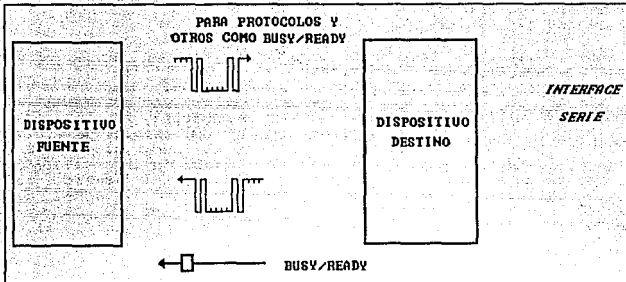 PARA PROTOCOLOS Y
OTROS COMO BUSY/READY
DISPOSITIVO
FUENTE
DISPOSITIVO
DESTINO
INTERFACE
SERIE
BUSY/READY